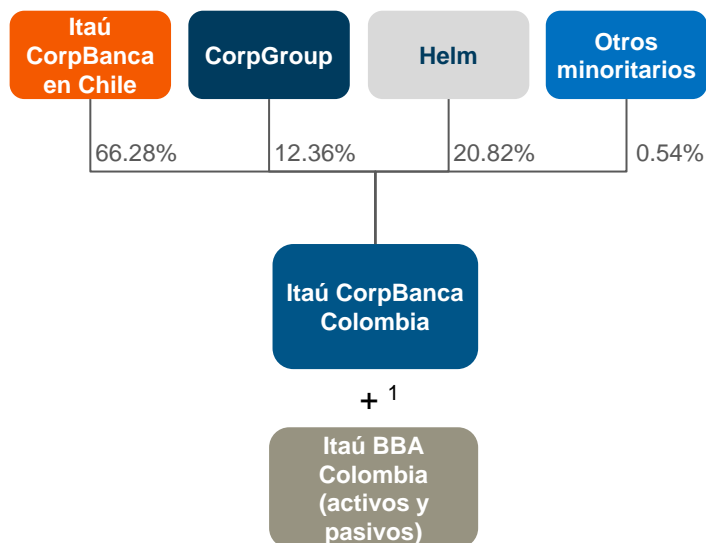 Itaú
CorpBanca
en Chile
CorpGroup
Helm
Otros
minoritarios
66.28%
12.36%
20.82%
0.54%
Itaú CorpBanca
Colombia
+ 1
Itaú BBA
Colombia
(activos y
pasivos)